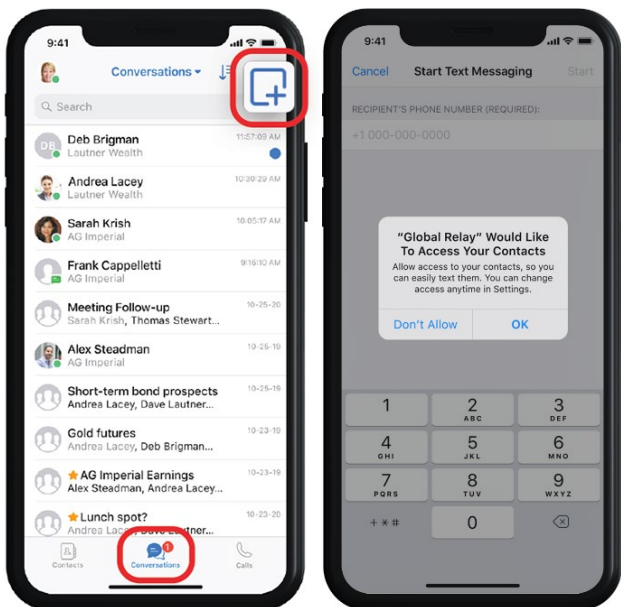 9:41
Conversations
Search
DB
Deb Brigman
11:57:09 AM
Lautner Wealth
Andrea Lacey
10:30:29 AM
Lautner Wealth
Sarah Krish
10:05:17 AM
AG Imperial
Frank Cappelletti
9:16:10 AM
AG Imperial
Meeting Follow-up
10-25-20
Sarah Krish, Thomas Stewart...
Alex Steadman
10-25-19
AG Imperial
Short-term bond prospects
10-25-19
Andrea Lacey, Dave Lautner...
Gold futures
10-23-19
Andrea Lacey, Deb Brigman...
AG Imperial Earnings
10-23-19
Alex Steadman, Andrea Lacey...
Lunch spot?
10-23-20
Andrea Lacey, Dave Lautner...
1
Contacts
Conversations
Calls
9:41
Cancel
Start Text Messaging
Start
RECIPIENT'S PHONE NUMBER (REQUIRED):
+1 000-000-0000
“Global Relay” Would Like
To Access Your Contacts
Allow access to your contacts, so you
can easily text them. You can change
access anytime in Settings.
Don't Allow
OK
1
2
ABC
3
DEF
4
GHI
5
JKL
6
MNO
7
PQRS
8
TUV
9
WXYZ
+ * #
0